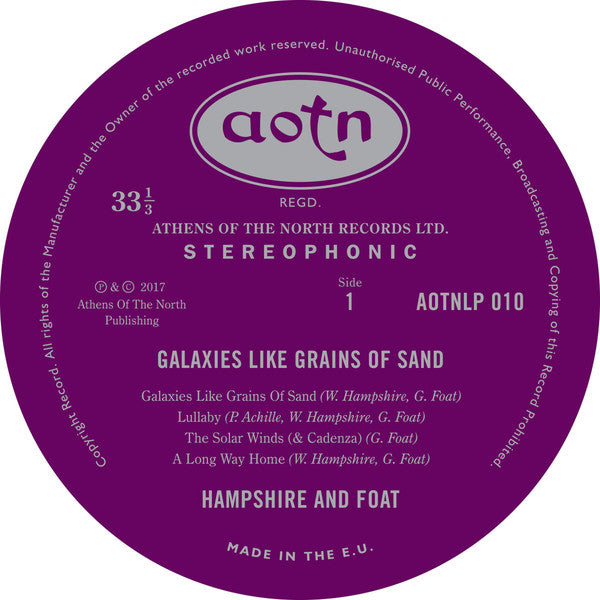 Copyright Record. All rights of the Manufacturer and the Owner of the recorded work reserved. Unauthorised Public Performance, Broadcasting and Copying of this Record Prohibited.
aotn
REGD.
33 1/3
ATHENS OF THE NORTH RECORDS LTD.
STEREOPHONIC
Ⓟ & Ⓒ 2017
Athens Of The North
Publishing
Side
1
AOTNLP 010
GALAXIES LIKE GRAINS OF SAND
Galaxies Like Grains Of Sand (W. Hampshire, G. Foat)
Lullaby (P. Achille, W. Hampshire, G. Foat)
The Solar Winds (& Cadenza) (G. Foat)
A Long Way Home (W. Hampshire, G. Foat)
HAMPSHIRE AND FOAT
MADE IN THE E.U.